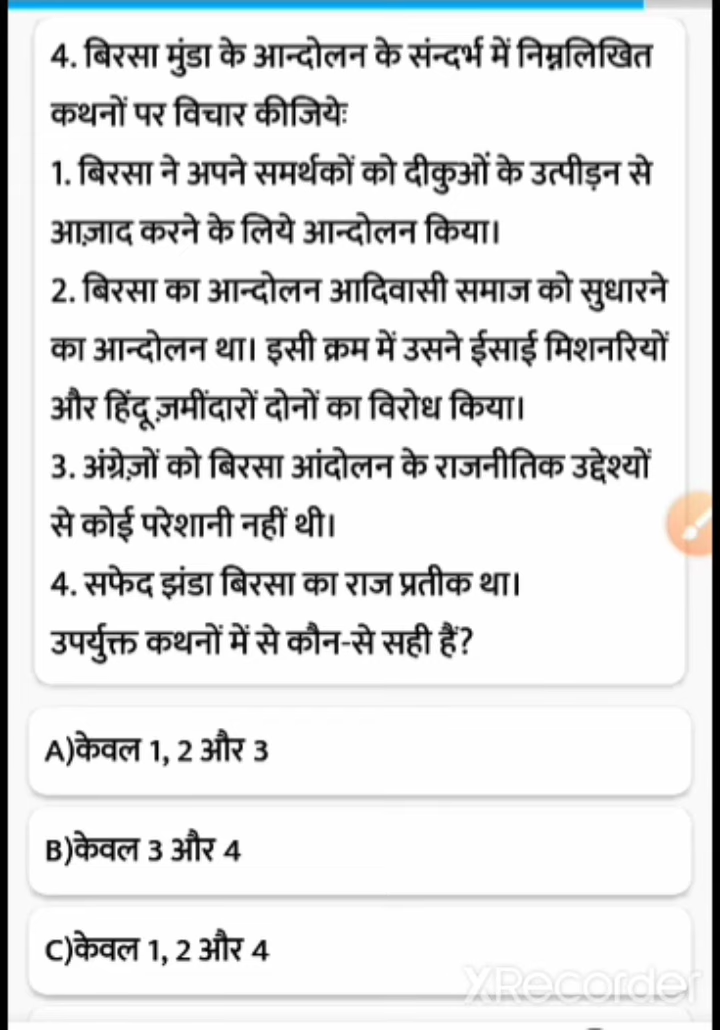 4. बिरसा मुंडा के आन्दोलन के संन्दर्भ में निम्नलिखित
कथनों पर विचार कीजियेः
1. बिरसा ने अपने समर्थकों को दीकुओं के उत्पीड़न से
आज़ाद करने के लिये आन्दोलन किया।
2. बिरसा का आन्दोलन आदिवासी समाज को सुधारने
का आन्दोलन था। इसी क्रम में उसने ईसाई मिशनरियों
और हिंदू ज़मींदारों दोनों का विरोध किया।
3. अंग्रेज़ों को बिरसा आंदोलन के राजनीतिक उद्देश्यों
से कोई परेशानी नहीं थी।
4. सफेद झंडा बिरसा का राज प्रतीक था।
उपर्युक्त कथनों में से कौन-से सही हैं?
A)केवल 1, 2 और 3
B)केवल 3 और 4
C)केवल 1, 2 और 4
XRecorder